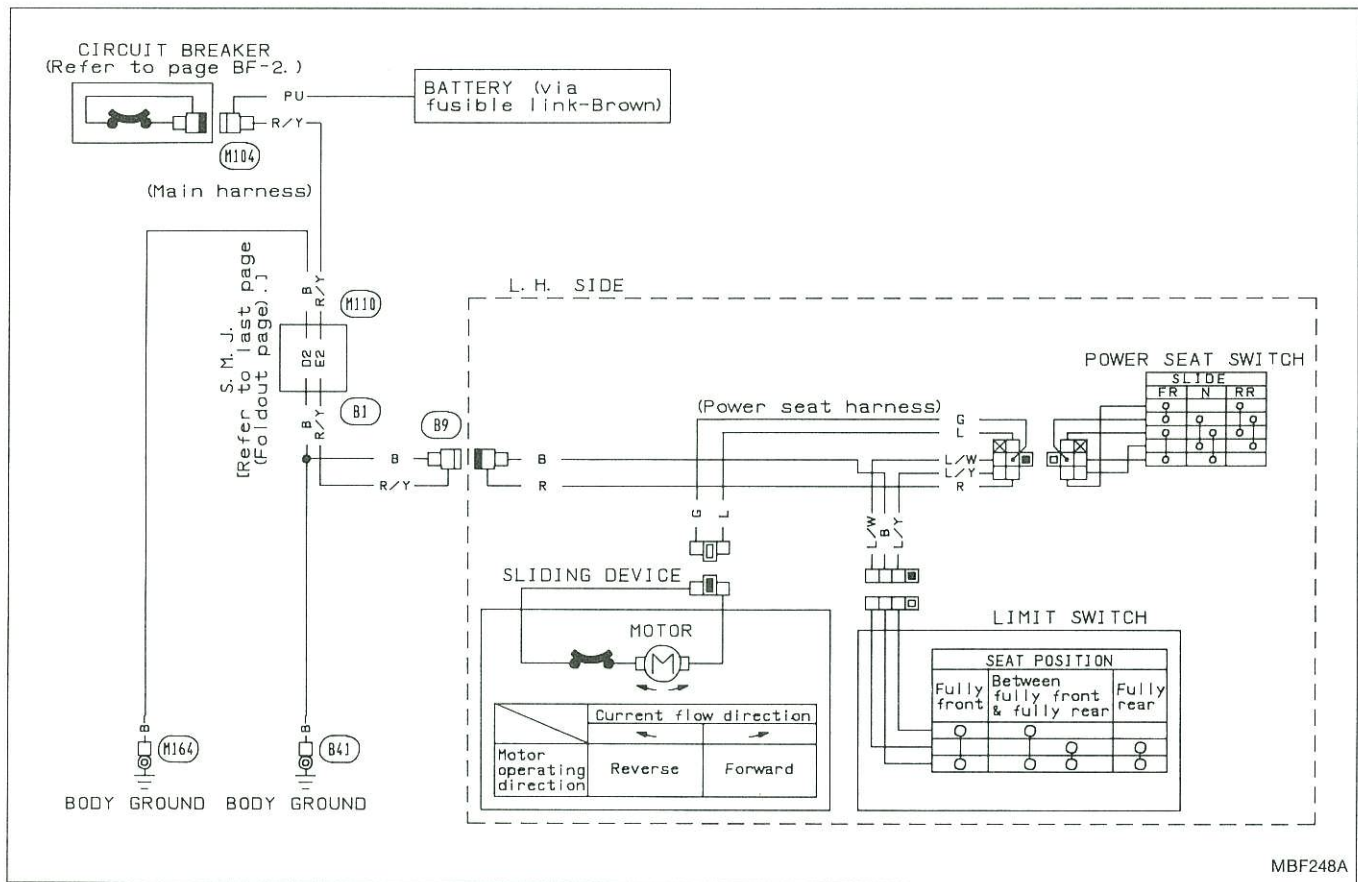 CIRCUIT BREAKER
(Refer to page BF-2.)
PU
R/Y
BATTERY (via
fusible link-Brown)
M104
(Main harness)
S. M. J.
[Refer to last page
(Foldout page).]
B
R/Y
M110
D2
E2
B
R/Y
B1
B9
B
R/Y
L. H. SIDE
B
R
(Power seat harness)
G
L
L/W
L/Y
R
POWER SEAT SWITCH
SLIDE
FR N RR
G
L
L/W
B
L/Y
SLIDING DEVICE
MOTOR
M
Current flow direction
Motor
operating
direction
Reverse
Forward
LIMIT SWITCH
SEAT POSITION
Fully
front
Between
fully front
& fully rear
Fully
rear
B
M164
B
B41
BODY GROUND
BODY GROUND
MBF248A